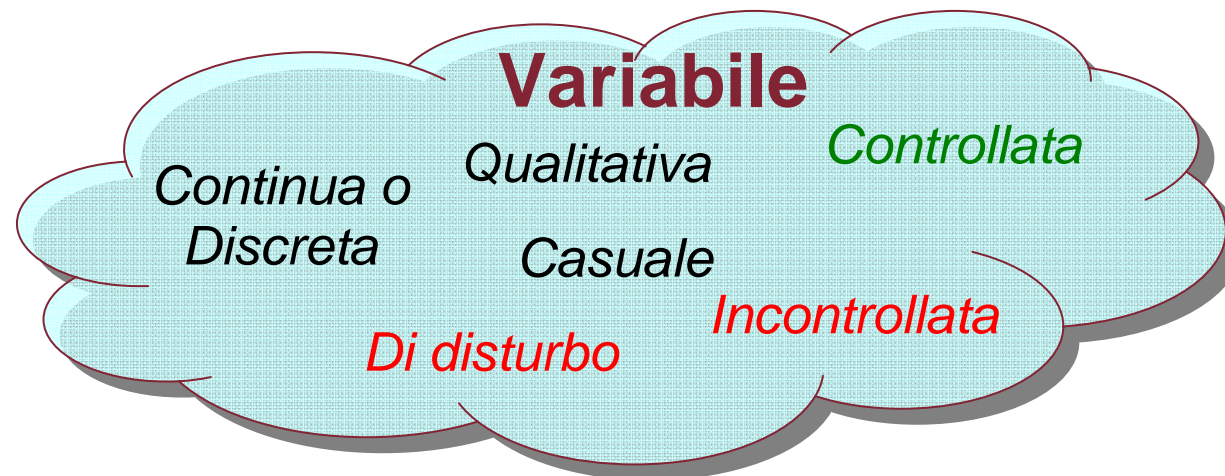 Variabile
Controllata
Qualitativa
Continua o
Discreta
Casuale
Incontrollata
Di disturbo